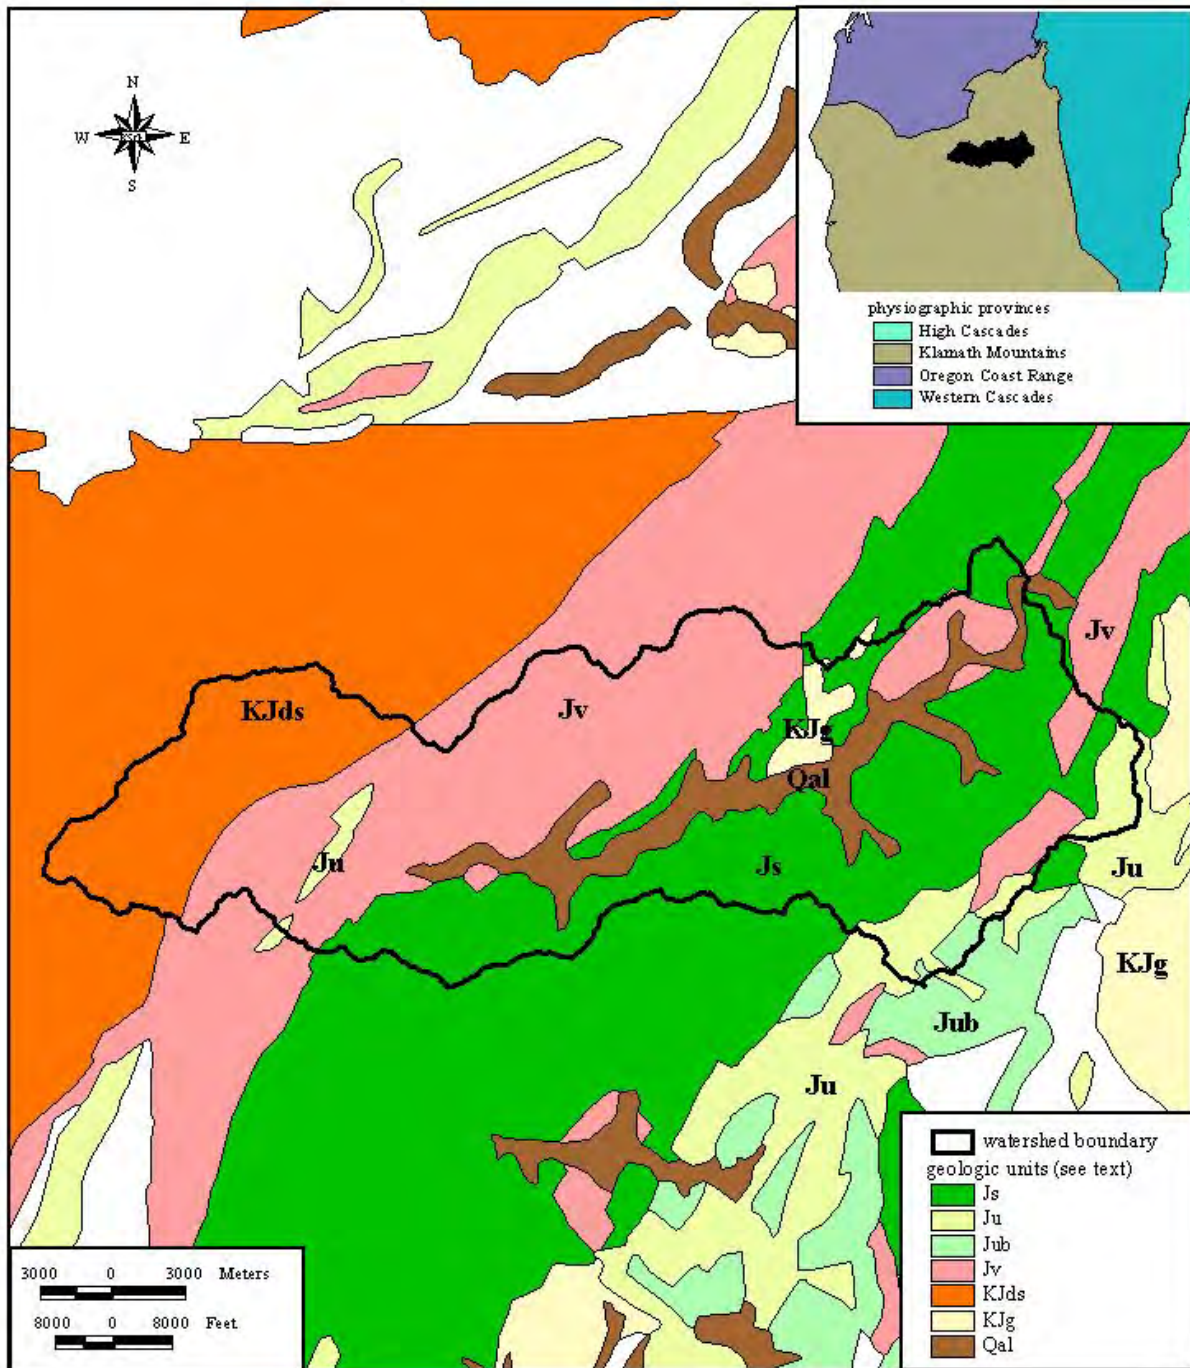 N
W E
S
physiographic provinces
High Cascades
Klamath Mountains
Oregon Coast Range
Western Cascades
Jv
KJds
Jv
KJg
Qal
Ju
Js
Ju
KJg
Jub
Ju
watershed boundary
geologic units (see text)
Js
Ju
Jub
Jv
KJds
KJg
Qal
3000 0 3000 Meters
8000 0 8000 Feet